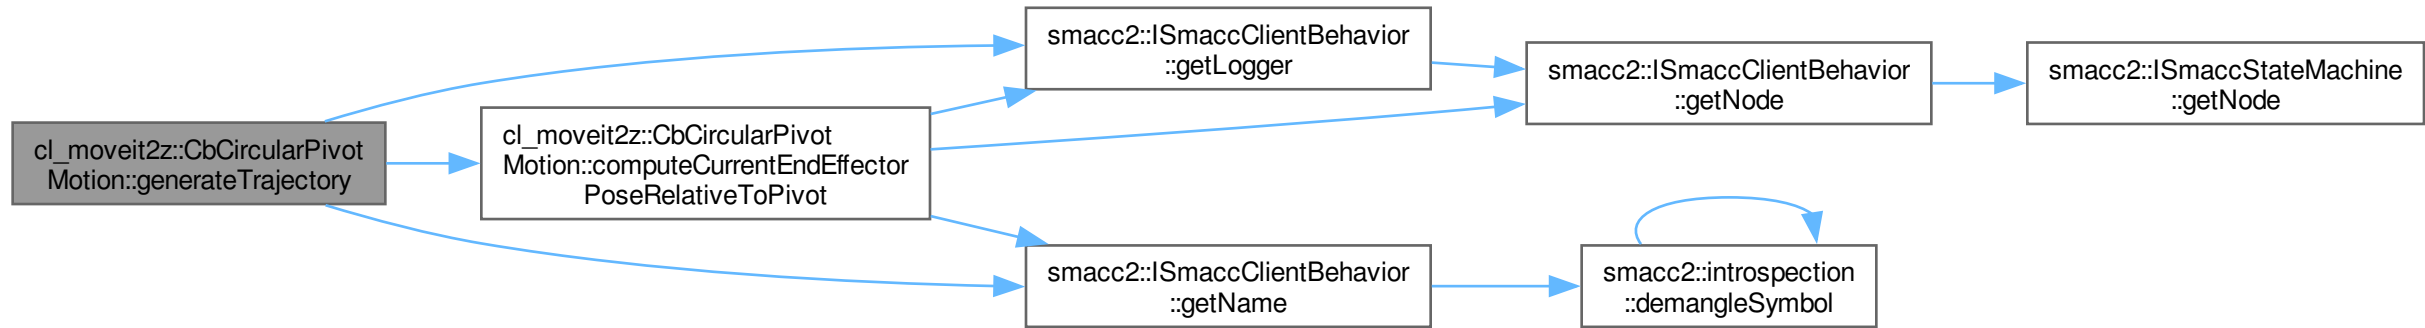 cl_moveit2z::CbCircularPivot
Motion::generateTrajectory
cl_moveit2z::CbCircularPivot
Motion::computeCurrentEndEffector
PoseRelativeToPivot
smacc2::ISmaccClientBehavior
::getLogger
smacc2::ISmaccClientBehavior
::getNode
smacc2::ISmaccStateMachine
::getNode
smacc2::ISmaccClientBehavior
::getName
smacc2::introspection
::demangleSymbol